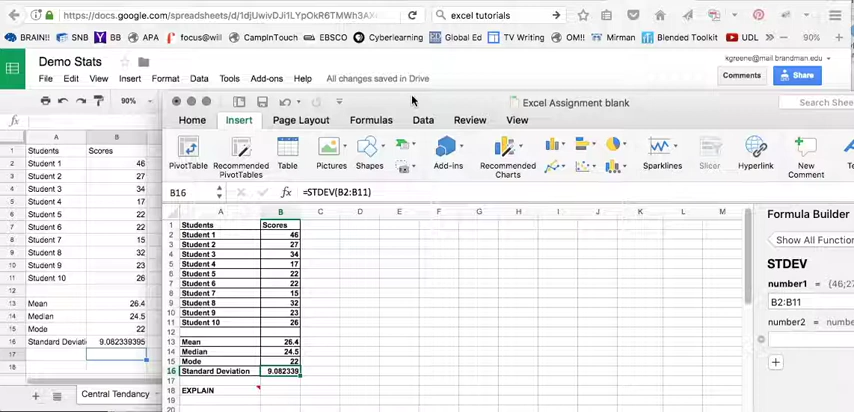 https://docs.google.com/spreadsheets/d/1djUwivDJi1LYpOkR6TMWh3AX
excel tutorials
90%
BRAIN!! SNB BB APA focus@will CampInTouch EBSCO Cyberlearning Global Ed TV Writing OM!! Mirman Blended Toolkit UDL
Demo Stats
kgreene@mail.brandman.edu
File Edit View Insert Format Data Tools Add-ons Help All changes saved in Drive
Comments Share
90%
Excel Assignment blank
Search Shee
Home Insert Page Layout Formulas Data Review View
PivotTable Recommended PivotTables Table Pictures Shapes Add-ins Recommended Charts Sparklines Slicer Hyperlink New Comment Te
fx
B16 fx =STDEV(B2:B11)
A B
1 Students Scores
2 Student 1 46
3 Student 2 27
4 Student 3 34
5 Student 4 17
6 Student 5 22
7 Student 6 22
8 Student 7 15
9 Student 8 32
10 Student 9 23
11 Student 10 26
12
13 Mean 26.4
14 Median 24.5
15 Mode 22
16 Standard Deviati 9.082339395
17
18
Central Tendancy
A B C D E F G H I J K L M
1 Students Scores
2 Student 1 46
3 Student 2 27
4 Student 3 34
5 Student 4 17
6 Student 5 22
7 Student 6 22
8 Student 7 15
9 Student 8 32
10 Student 9 23
11 Student 10 26
12
13 Mean 26.4
14 Median 24.5
15 Mode 22
16 Standard Deviation 9.082339
17
18 EXPLAIN
19
20
Formula Builder
Show All Function
STDEV
number1 = {46;27
B2:B11
number2 = numbe